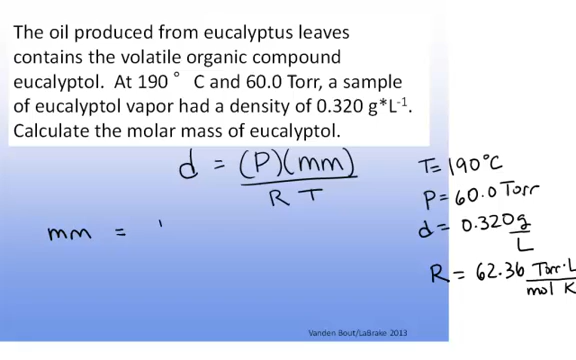 The oil produced from eucalyptus leaves
contains the volatile organic compound
eucalyptol. At 190° C and 60.0 Torr, a sample
of eucalyptol vapor had a density of 0.320 g*L⁻¹.
Calculate the molar mass of eucalyptol.
d = (P)(mm)
R T
mm =
T=190°C
P=60.0 Torr
d= 0.320 g
L
R = 62.36 Torr·L
mol K
Vanden Bout/LaBrake 2013